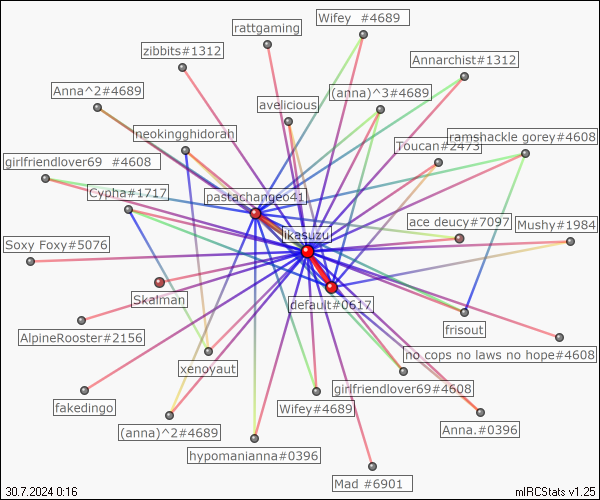 Wifey  #4689
rattgaming
zibbits#1312
Annarchist#1312
Anna^2#4689
(anna)^3#4689
avelicious
neokingghidorah
ramshackle gorey#4608
Toucan#2473
girlfriendlover69  #4608
Cypha#1717
pastachangeo41
ace deucy#7097
Mushy#1984
likasuzu
Soxy Foxy#5076
Skalman
default#0617
frisout
AlpineRooster#2156
no cops no laws no hope#4608
xenoyaut
girlfriendlover69#4608
fakedingo
Wifey#4689
Anna.#0396
(anna)^2#4689
hypomanianna#0396
Mad #6901
30.7.2024 0:16
mIRCStats v1.25